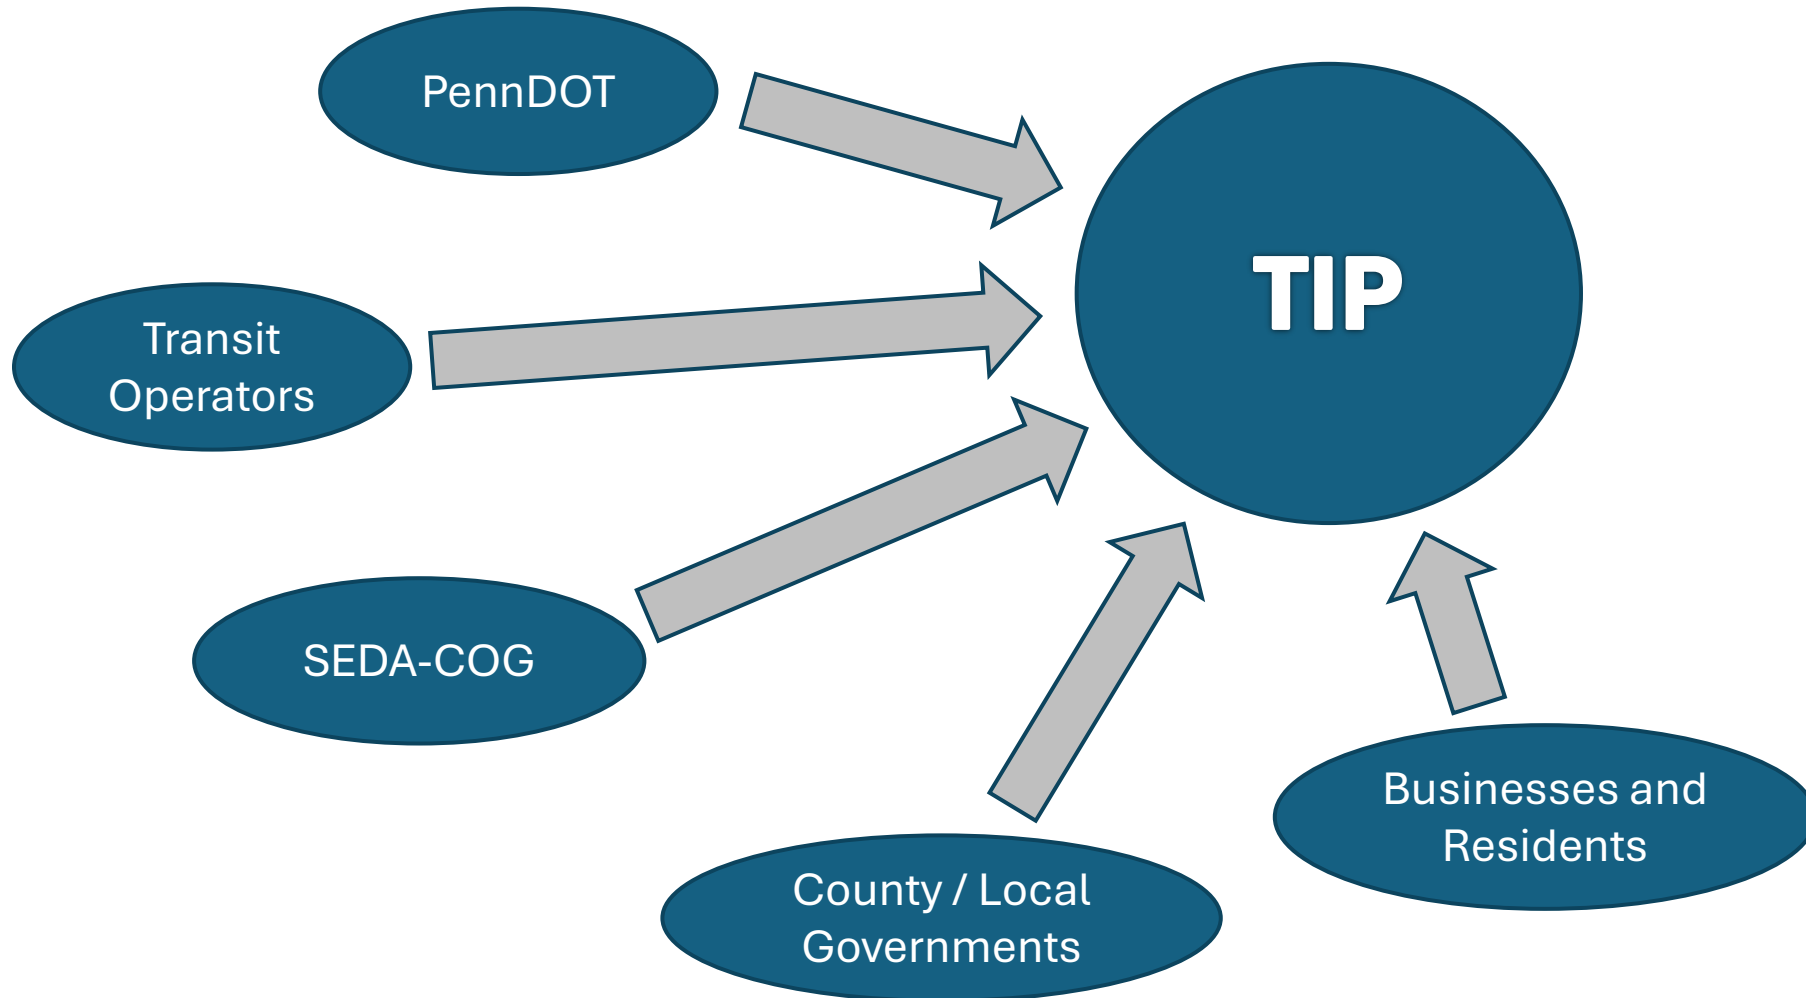 PennDOT
TIP
Transit
Operators
SEDA-COG
Businesses and
Residents
County / Local
Governments